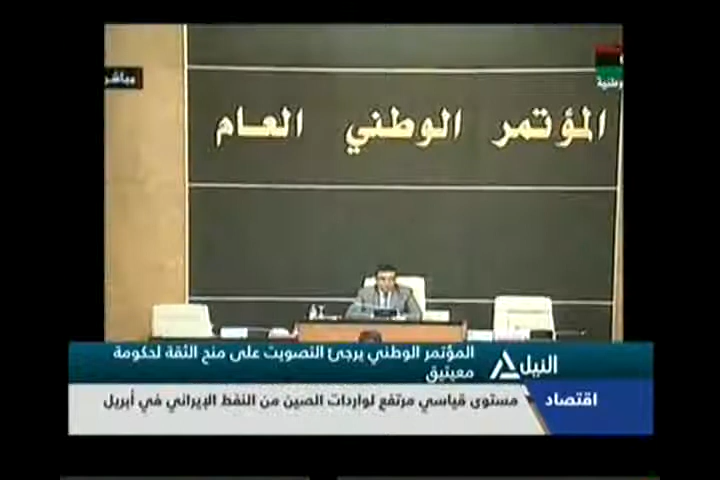 مباشر
وطنية
المؤتمر الوطني العام
النيل
المؤتمر الوطني يرجئ التصويت على منح الثقة لحكومة
معيتيق
اقتصاد
مستوى قياسي مرتفع لواردات الصين من النفط الإيراني في أبريل